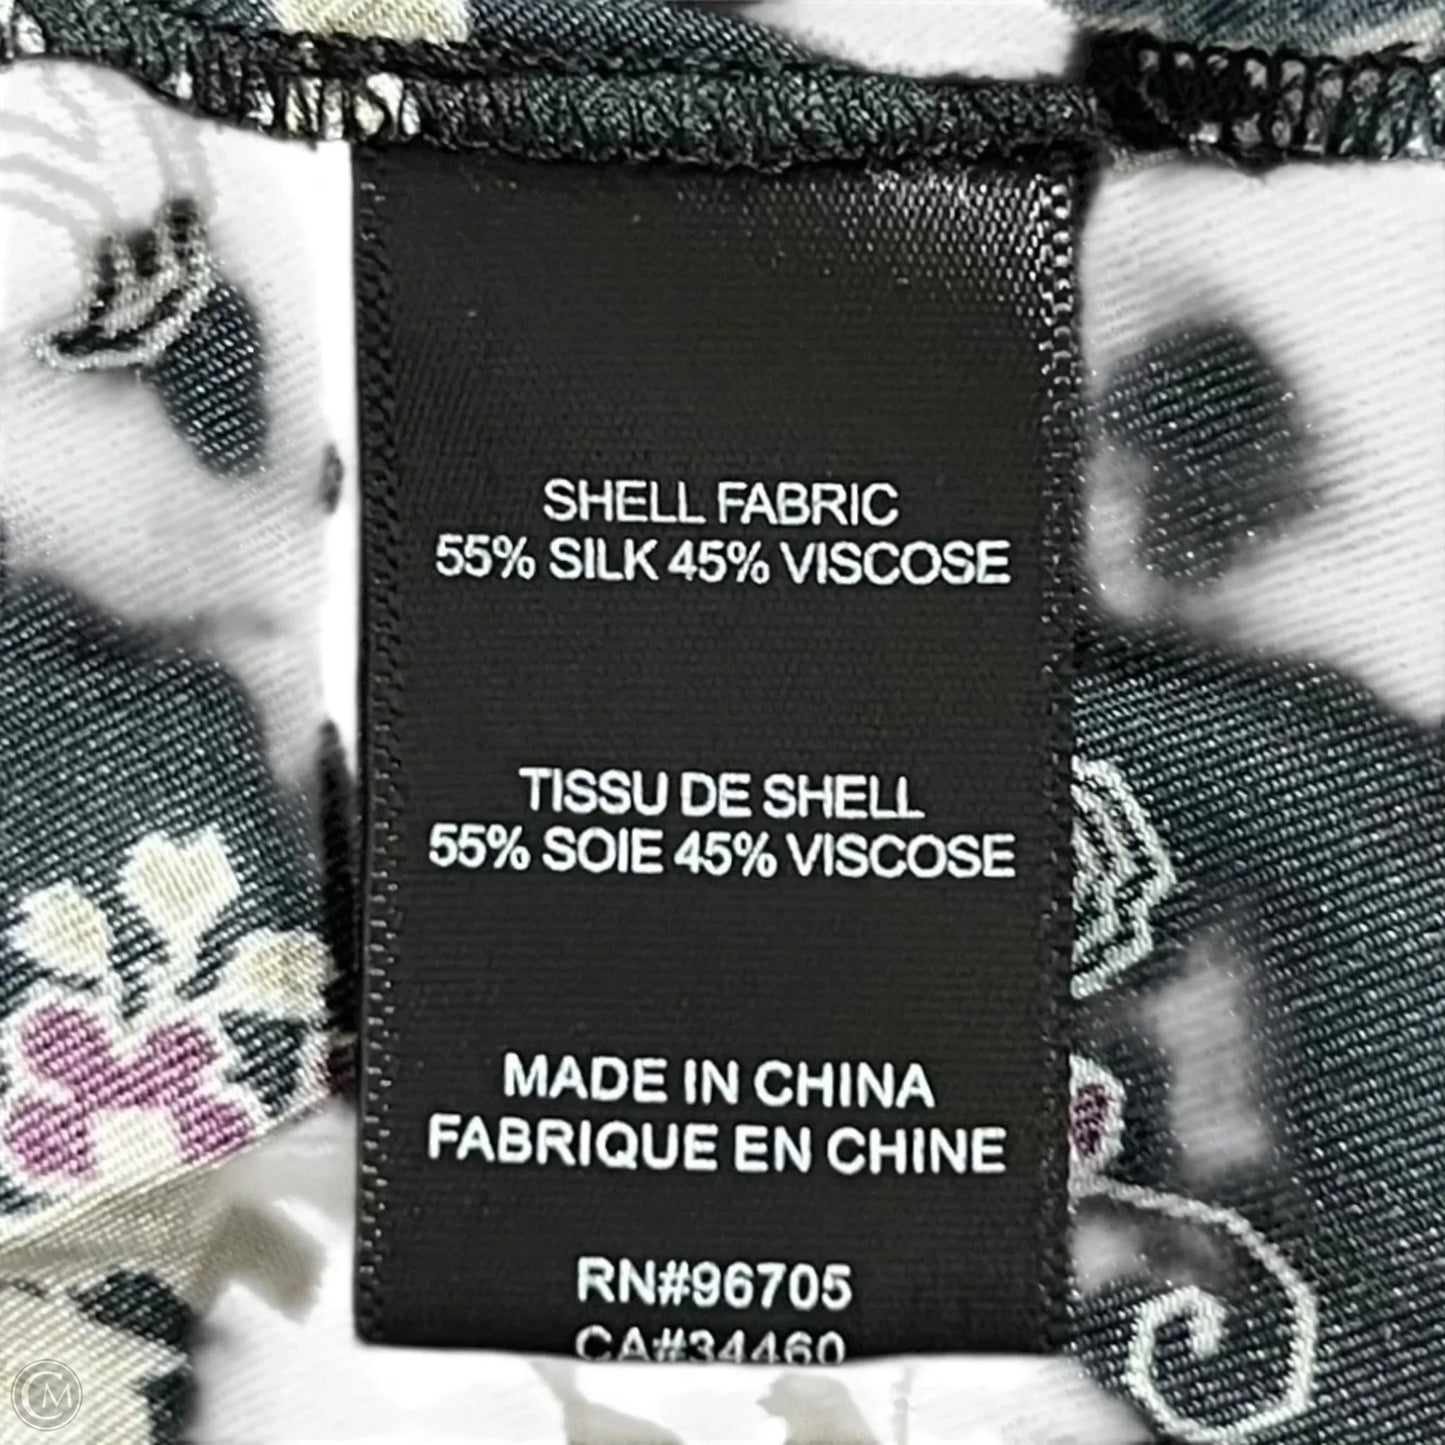 SHELL FABRIC
55% SILK 45% VISCOSE
TISSU DE SHELL
55% SOIE 45% VISCOSE
MADE IN CHINA
FABRIQUE EN CHINE
RN#96705
CA#34460
CM